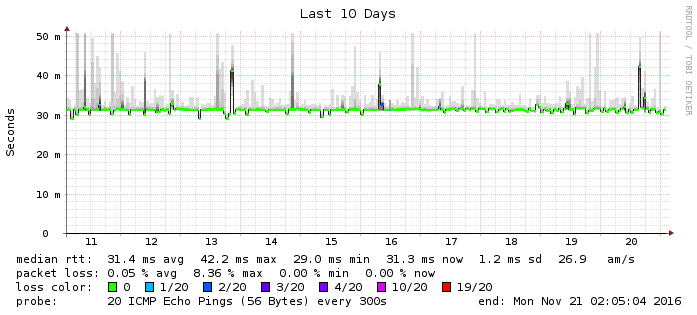 Last 10 Days
RRDTOOL / TOBI OETIKER
Seconds
50 m
40 m
30 m
20 m
10 m
0
11 12 13 14 15 16 17 18 19 20
median rtt: 31.4 ms avg 42.2 ms max 29.0 ms min 31.3 ms now 1.2 ms sd 26.9 am/s
packet loss: 0.05 % avg 8.36 % max 0.00 % min 0.00 % now
loss color: 0 1/20 2/20 3/20 4/20 10/20 19/20
probe: 20 ICMP Echo Pings (56 Bytes) every 300s end: Mon Nov 21 02:05:04 2016